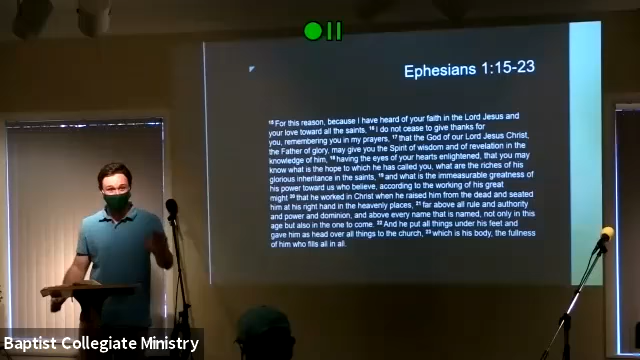 Ephesians 1:15-23
15 For this reason, because I have heard of your faith in the Lord Jesus and
your love toward all the saints, 16 I do not cease to give thanks for
you, remembering you in my prayers, 17 that the God of our Lord Jesus Christ,
the Father of glory, may give you the Spirit of wisdom and of revelation in the
knowledge of him, 18 having the eyes of your hearts enlightened, that you may
know what is the hope to which he has called you, what are the riches of his
glorious inheritance in the saints, 19 and what is the immeasurable greatness of
his power toward us who believe, according to the working of his great
might 20 that he worked in Christ when he raised him from the dead and seated
him at his right hand in the heavenly places, 21 far above all rule and authority
and power and dominion, and above every name that is named, not only in this
age but also in the one to come. 22 And he put all things under his feet and
gave him as head over all things to the church, 23 which is his body, the fullness
of him who fills all in all.
Baptist Collegiate Ministry